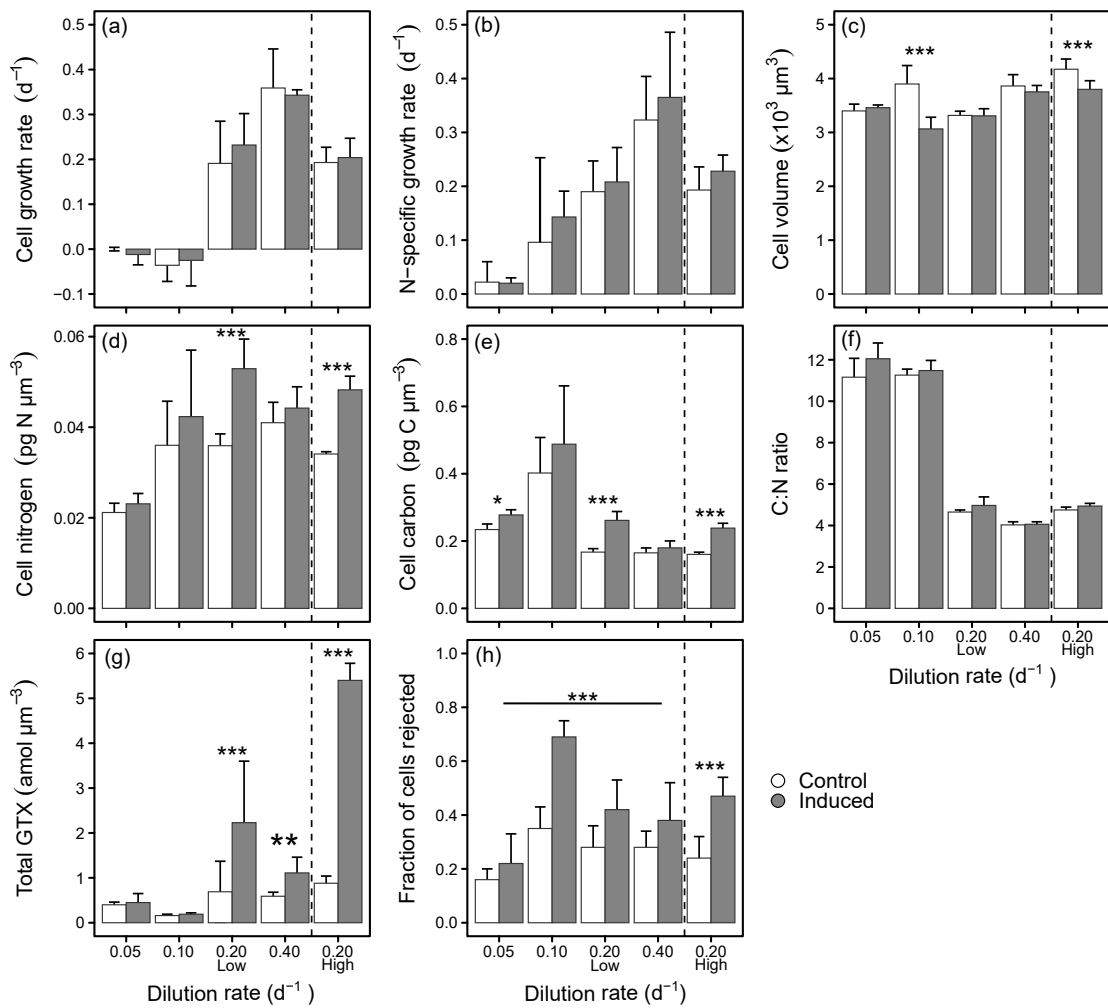 (a)
Cell growth rate (d⁻¹)
0.5
0.4
0.3
0.2
0.1
0.0
−0.1
(b)
N−specific growth rate (d⁻¹)
0.5
0.4
0.3
0.2
0.1
0.0
(c)
Cell volume (x10³ μm³)
5
4
3
2
1
0
***
***
(d)
Cell nitrogen (pg N μm⁻³)
0.06
0.04
0.02
0.00
***
***
(e)
Cell carbon (pg C μm⁻³)
0.8
0.6
0.4
0.2
0.0
*
***
***
(f)
C:N ratio
12
10
8
6
4
2
0
0.05 0.10 0.20 0.40 0.20
Low High
Dilution rate (d⁻¹)
(g)
Total GTX (amol μm⁻³)
6
5
4
3
2
1
0
***
**
***
0.05 0.10 0.20 0.40 0.20
Low High
Dilution rate (d⁻¹)
(h)
Fraction of cells rejected
1.0
0.8
0.6
0.4
0.2
0.0
***
***
0.05 0.10 0.20 0.40 0.20
Low High
Dilution rate (d⁻¹)
Control
Induced